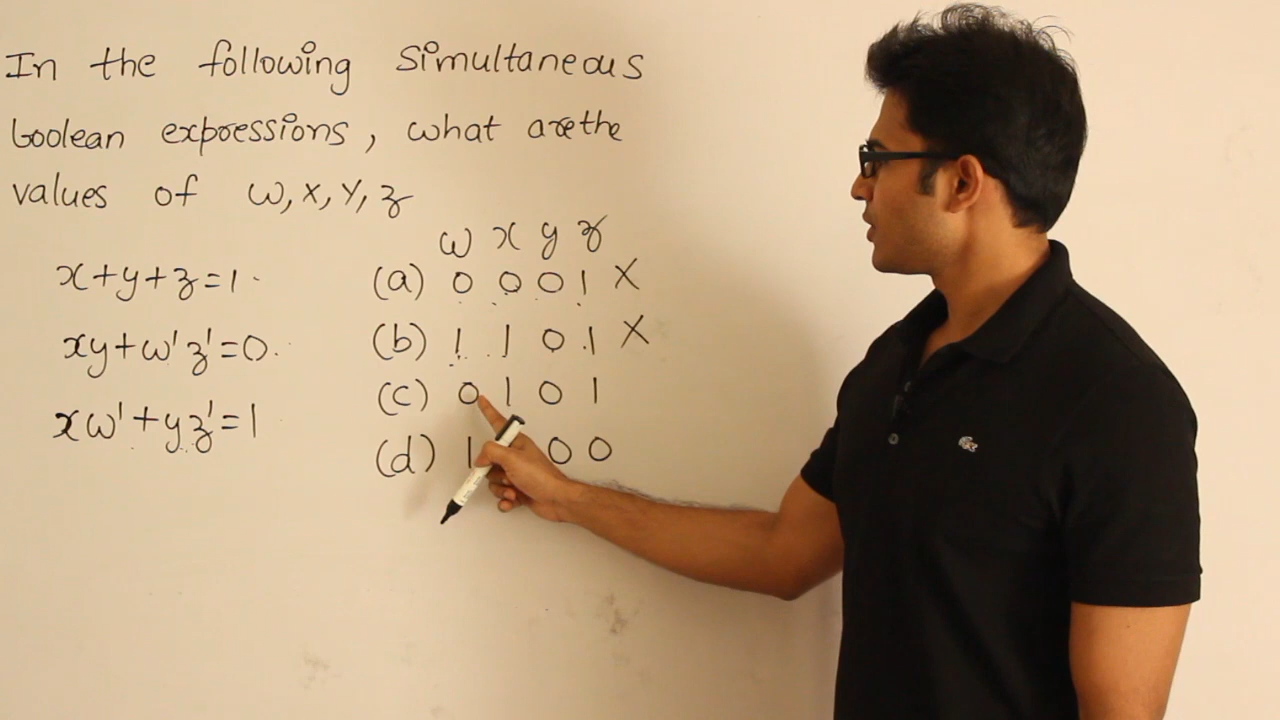 In the following simultaneous
boolean expressions, what are the
values of w, x, y, z
w x y z
x+y+z=1
(a) 0 0 0 1 X
xy+w'z'=0
(b) 1 1 0 1 X
(c) 0 1 0 1
xw'+yz'=1
(d) 1 0 0